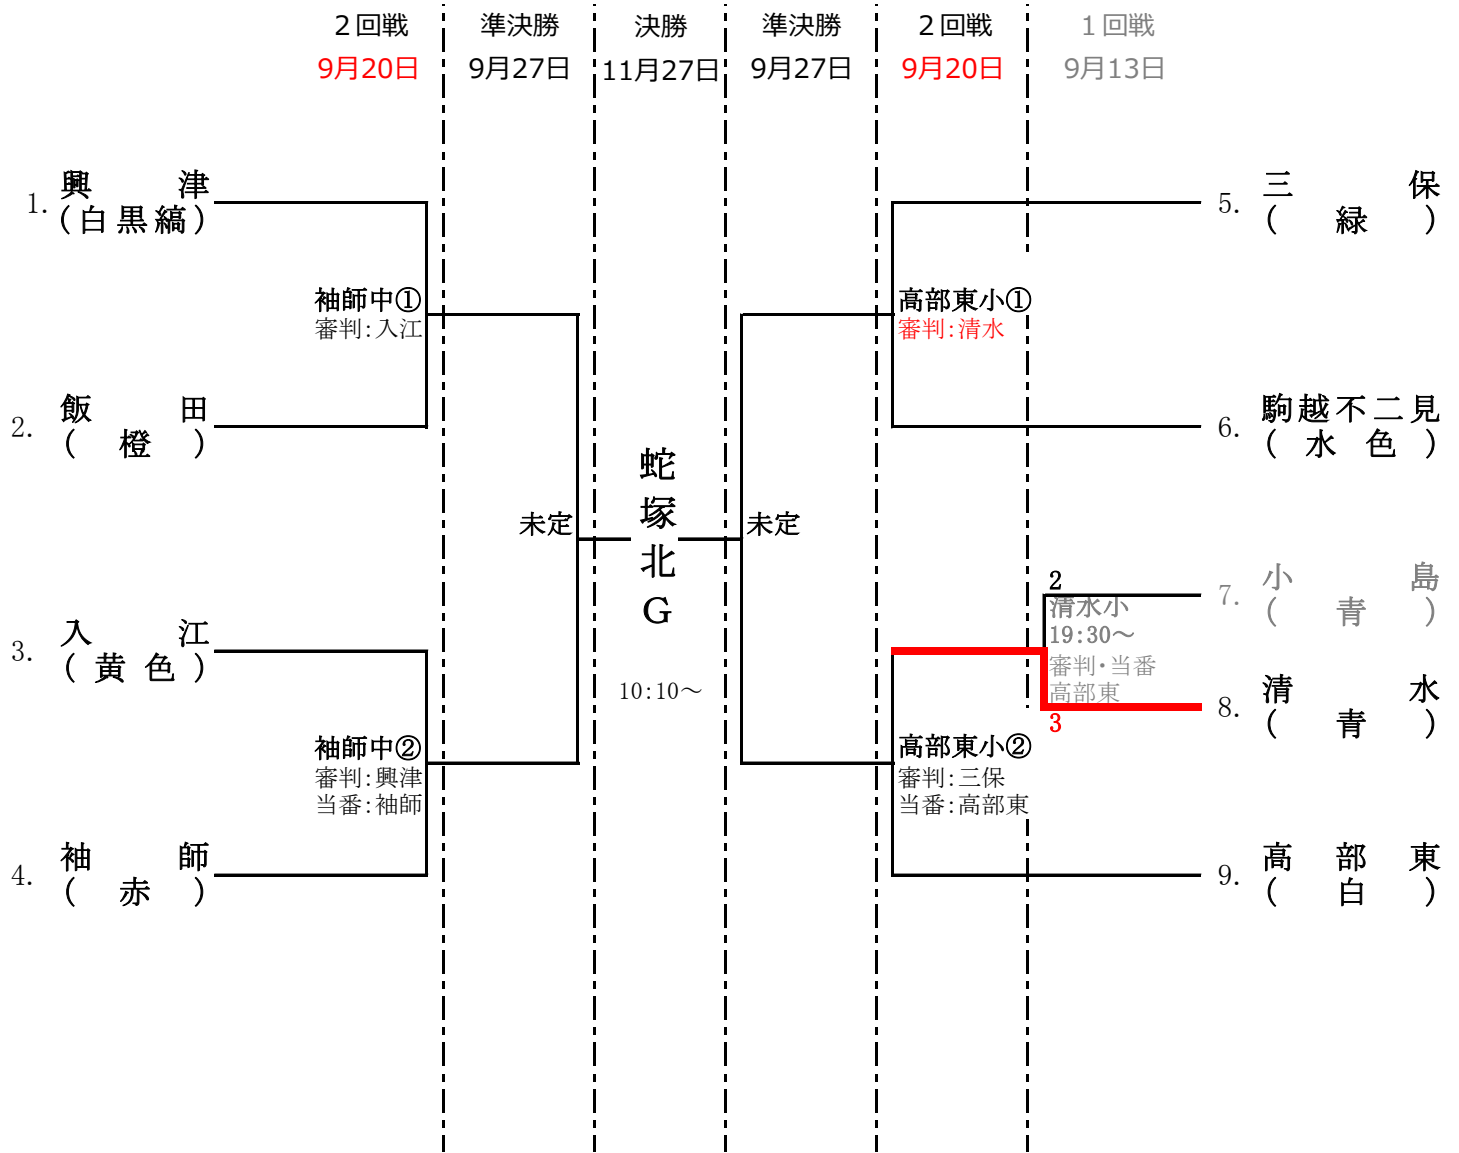 ２回戦 準決勝 決勝 準決勝 ２回戦 １回戦
9月20日 9月27日 11月27日 9月27日 9月20日 9月13日
1. 興津
(白黒縞)
袖師中①
審判:入江
2. 飯田
(橙)
3. 入江
(黄色)
袖師中②
審判:興津
当番:袖師
4. 袖師
(赤)
未定
蛇塚北G
10:10～
未定
5. 三保
(緑)
高部東小①
審判:清水
6. 駒越不二見
(水色)
2
清水小
19:30～
審判・当番
高部東
3
7. 小島
(青)
8. 清水
(青)
高部東小②
審判:三保
当番:高部東
9. 高部東
(白)